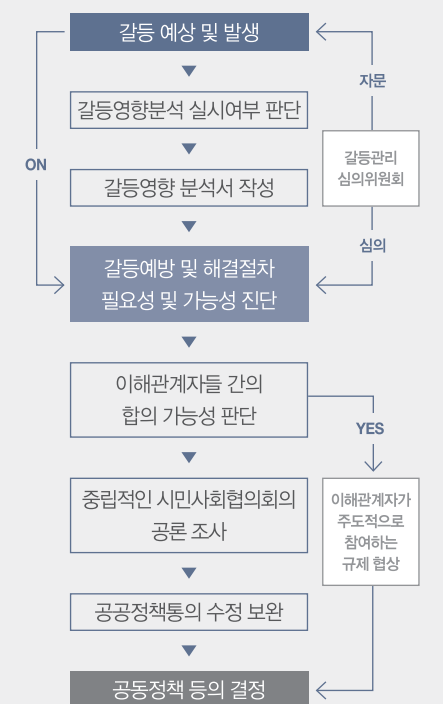 갈등 예상 및 발생
자문
갈등영향분석 실시여부 판단
갈등관리
심의위원회
ON
갈등영향 분석서 작성
심의
갈등예방 및 해결절차
필요성 및 가능성 진단
이해관계자들 간의
합의 가능성 판단
YES
중립적인 시민사회협의회의
공론 조사
이해관계자가
주도적으로
참여하는
규제 협상
공공정책통의 수정 보완
공동정책 등의 결정